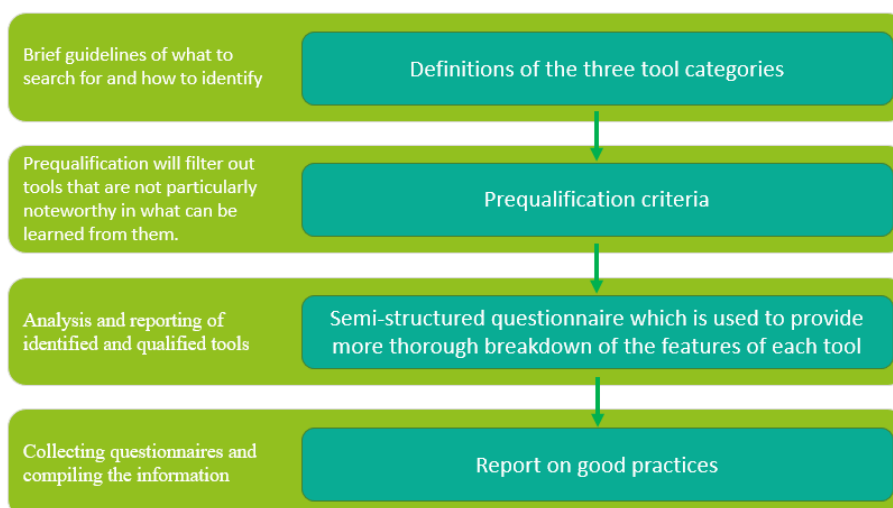 Brief guidelines of what to
search for and how to identify
Definitions of the three tool categories
Prequalification will filter out
tools that are not particularly
noteworthy in what can be
learned from them.
Prequalification criteria
Analysis and reporting of
identified and qualified tools
Semi-structured questionnaire which is used to provide
more thorough breakdown of the features of each tool
Collecting questionnaires and
compiling the information
Report on good practices